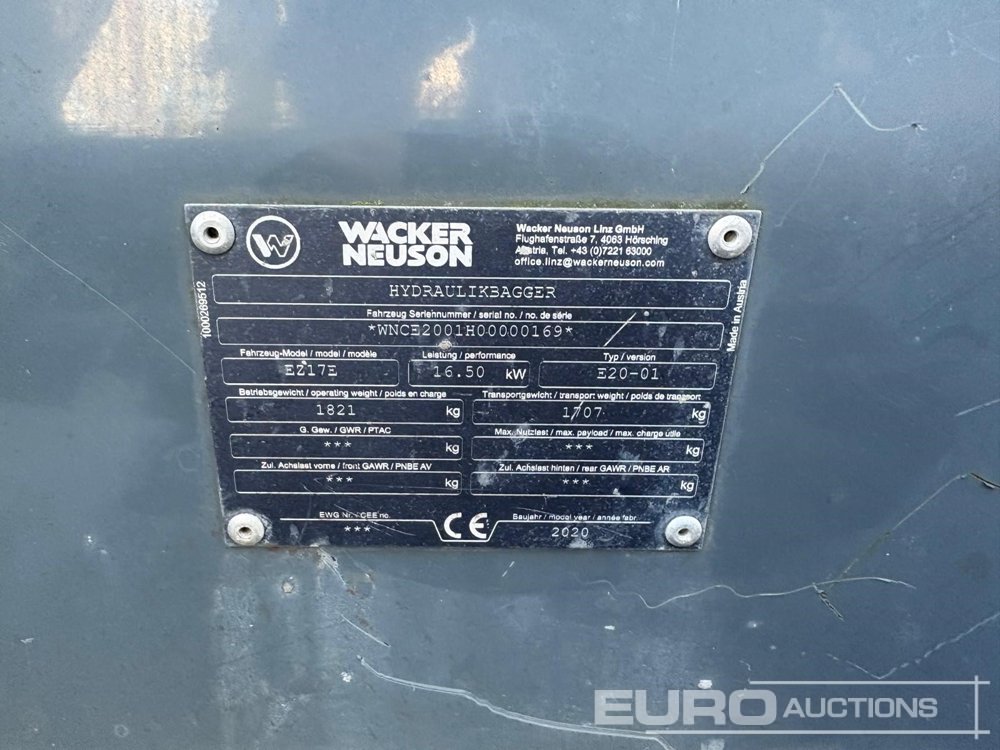 W
WACKER
NEUSON
Wacker Neuson Linz GmbH
Flughafenstraße 7, 4063 Hörsching
Austria, Tel. +43 (0)7221 63000
office.linz@wackerneuson.com
1000269512
Made in Austria
HYDRAULIKBAGGER
Fahrzeug Seriennummer / serial no. / no. de série
*WNCE2001H00000169*
Fahrzeug-Model / model / modèle
Leistung / performance
Typ / version
EZ17E
16.50 kW
E20-01
Betriebsgewicht / operating weight / poids en charge
Transportgewicht / transport weight / poids de transport
1821 kg
1707 kg
G. Gew. / GWR / PTAC
Max. Nutzlast / max. payload / max. charge utile
*** kg
*** kg
Zul. Achslast vorne / front GAWR / PNBE AV
Zul. Achslast hinten / rear GAWR / PNBE AR
*** kg
*** kg
EWG Nr. / CEE no.
***
CE
Baujahr / model year / année fabr.
2020
EURO AUCTIONS